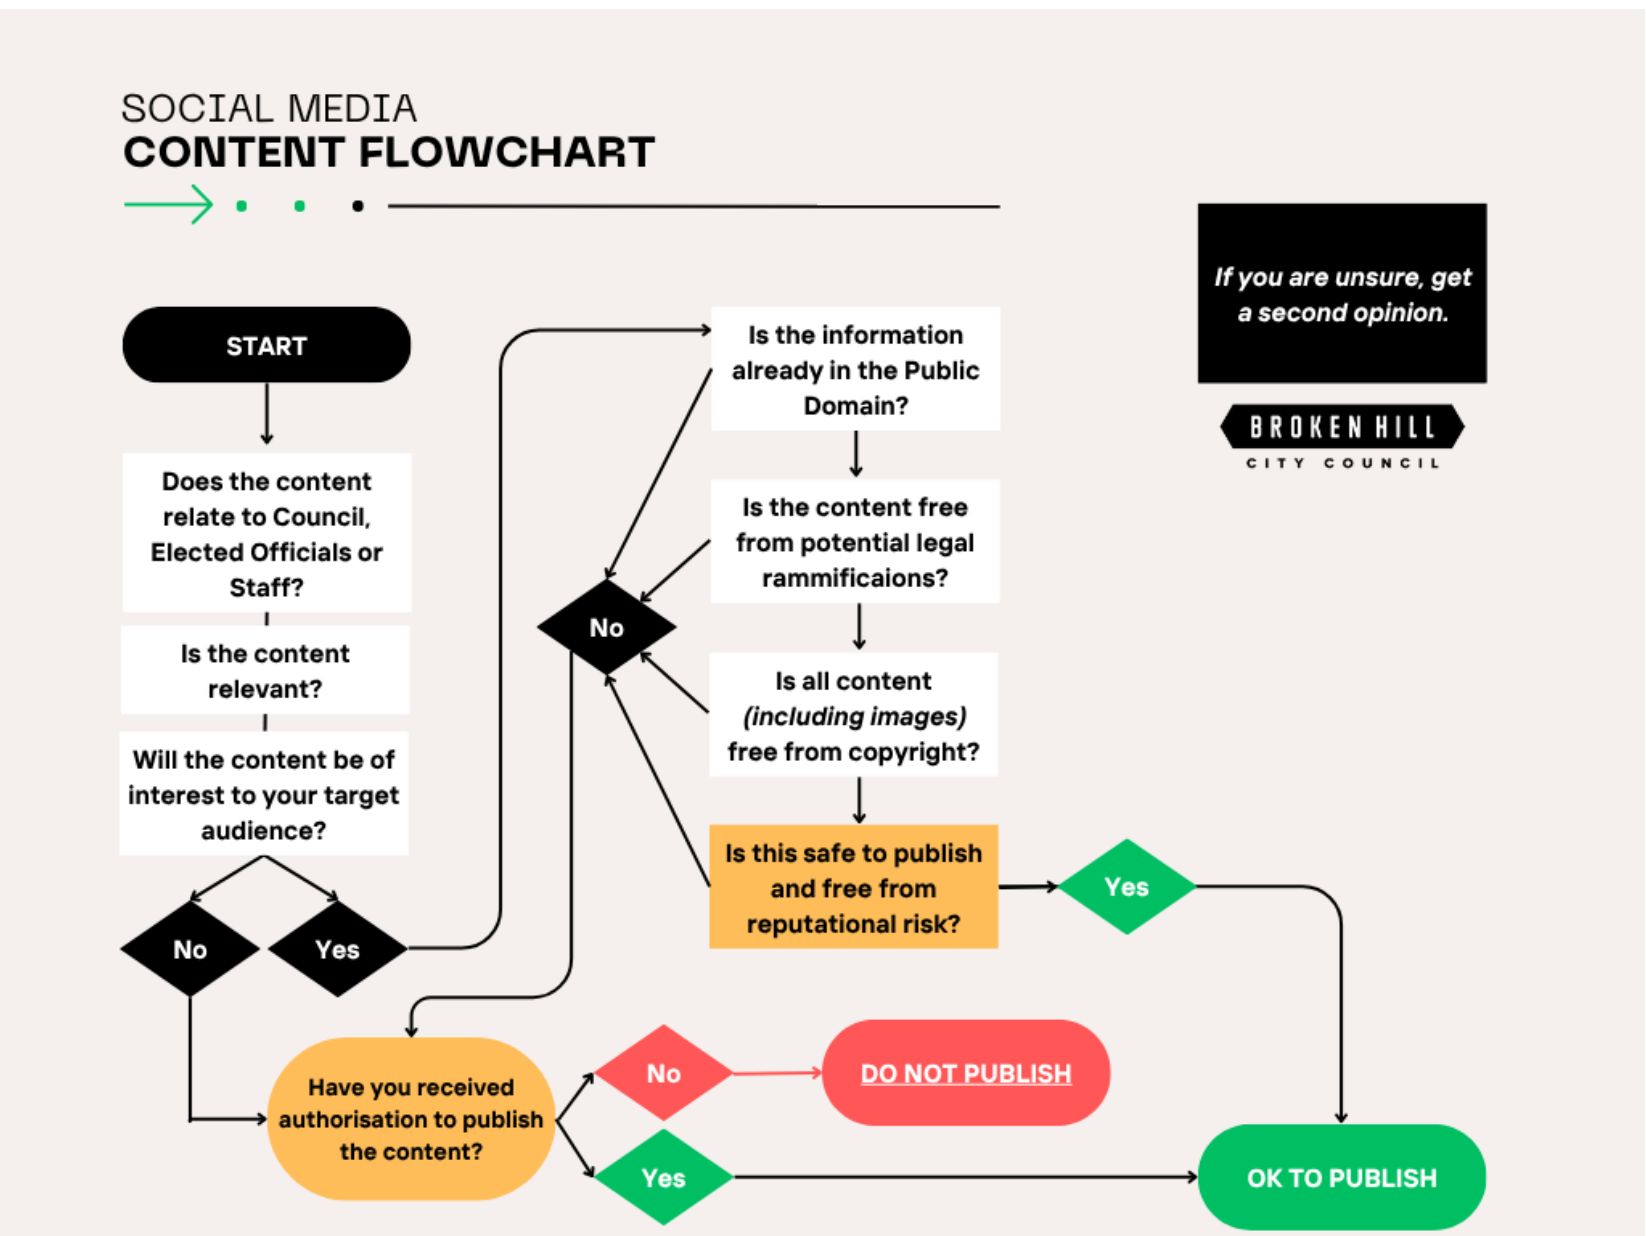 SOCIAL MEDIA
CONTENT FLOWCHART
If you are unsure, get
a second opinion.
BROKEN HILL
CITY COUNCIL
START
Does the content
relate to Council,
Elected Officials or
Staff?
Is the content
relevant?
Will the content be of
interest to your target
audience?
No
Yes
Is the information
already in the Public
Domain?
Is the content free
from potential legal
rammificaions?
Is all content
(including images)
free from copyright?
No
Is this safe to publish
and free from
reputational risk?
Yes
Have you received
authorisation to publish
the content?
No
DO NOT PUBLISH
Yes
OK TO PUBLISH